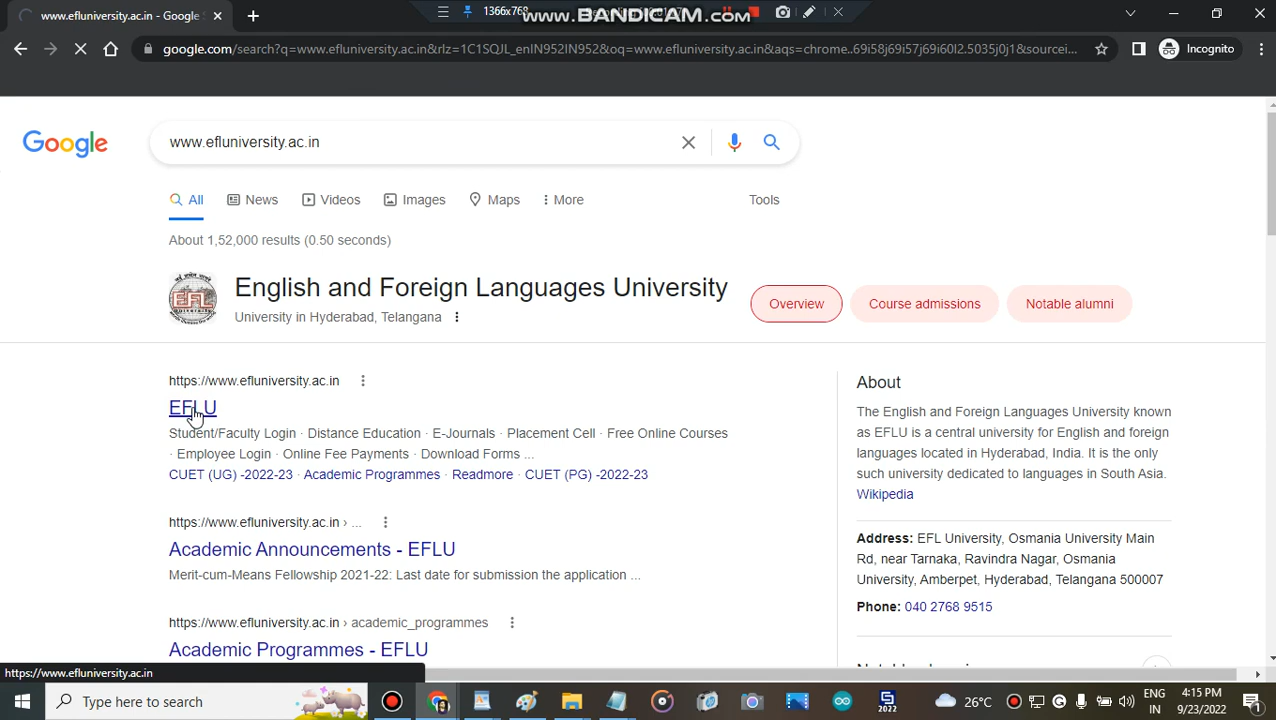 www.efluniversity.ac.in - Google S
1366x768
www.BANDICAM.com
google.com/search?q=www.efluniversity.ac.in&rlz=1C1SQJL_enIN952IN952&oq=www.efluniversity.ac.in&aqs=chrome..69i58j69i57j69i60l2.5035j0j1&sourcei...
Incognito
Google
www.efluniversity.ac.in
All
News
Videos
Images
Maps
More
Tools
About 1,52,000 results (0.50 seconds)
English and Foreign Languages University
University in Hyderabad, Telangana
Overview
Course admissions
Notable alumni
https://www.efluniversity.ac.in
EFLU
Student/Faculty Login · Distance Education · E-Journals · Placement Cell · Free Online Courses
· Employee Login · Online Fee Payments · Download Forms ...
CUET (UG) -2022-23 · Academic Programmes · Readmore · CUET (PG) -2022-23
https://www.efluniversity.ac.in › ...
Academic Announcements - EFLU
Merit-cum-Means Fellowship 2021-22: Last date for submission the application ...
https://www.efluniversity.ac.in › academic_programmes
Academic Programmes - EFLU
About
The English and Foreign Languages University known
as EFLU is a central university for English and foreign
languages located in Hyderabad, India. It is the only
such university dedicated to languages in South Asia.
Wikipedia
Address: EFL University, Osmania University Main
Rd, near Tarnaka, Ravindra Nagar, Osmania
University, Amberpet, Hyderabad, Telangana 500007
Phone: 040 2768 9515
https://www.efluniversity.ac.in
Type here to search
2022
26°C
ENG
IN
4:15 PM
9/23/2022
1